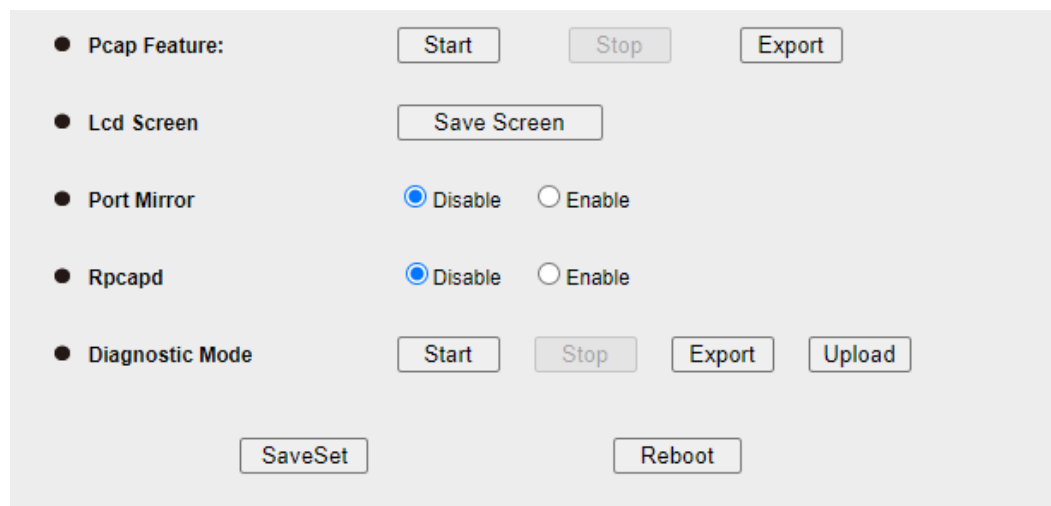 Pcap Feature: Start Stop Export
Lcd Screen Save Screen
Port Mirror Disable Enable
Rpcapd Disable Enable
Diagnostic Mode Start Stop Export Upload
SaveSet Reboot